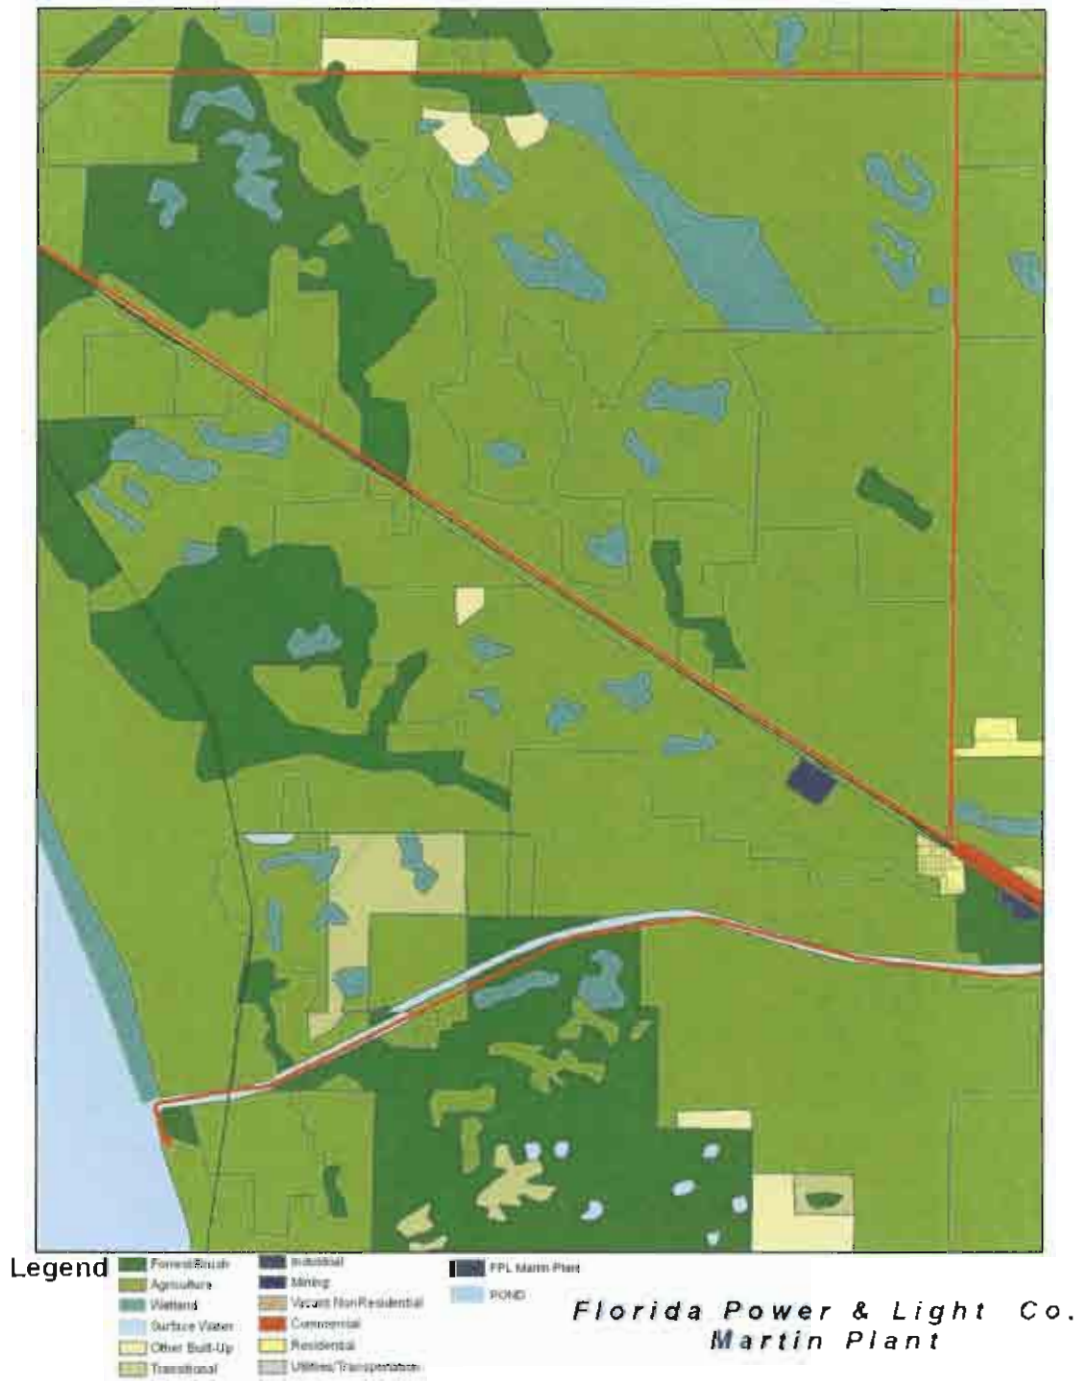 Legend
Forrest/Brush
Agriculture
Wetland
Surface Water
Other Built-Up
Transitional
Industrial
Mining
Vacant NonResidential
Commercial
Residential
Utilities/Transportation
FPL Martin Plant
POND
Florida Power & Light Co.
Martin Plant